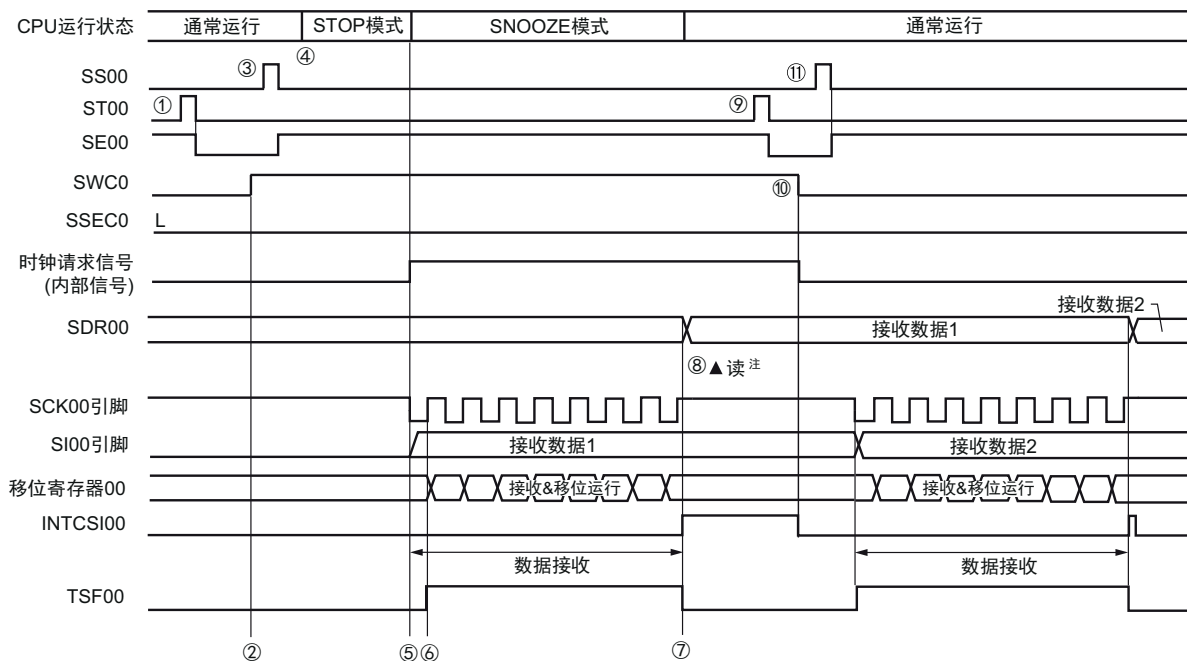 CPU运行状态 通常运行 STOP模式 SNOOZE模式 通常运行
④
SS00 ③ ⑪
ST00 ① ⑨
SE00
SWC0 ⑩
SSEC0 L
时钟请求信号
(内部信号)
接收数据2
SDR00 接收数据1
⑧▲读注
SCK00引脚
SI00引脚 接收数据1 接收数据2
移位寄存器00 接收&移位运行 接收&移位运行
INTCSI00
数据接收 数据接收
TSF00
② ⑤⑥ ⑦